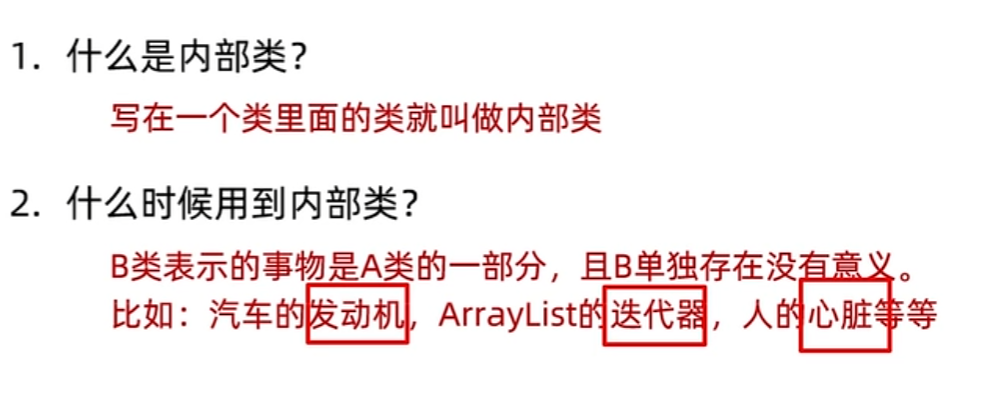 1. 什么是内部类？
写在一个类里面的类就叫做内部类
2. 什么时候用到内部类？
B类表示的事物是A类的一部分，且B单独存在没有意义。
比如：汽车的发动机，ArrayList的迭代器，人的心脏等等